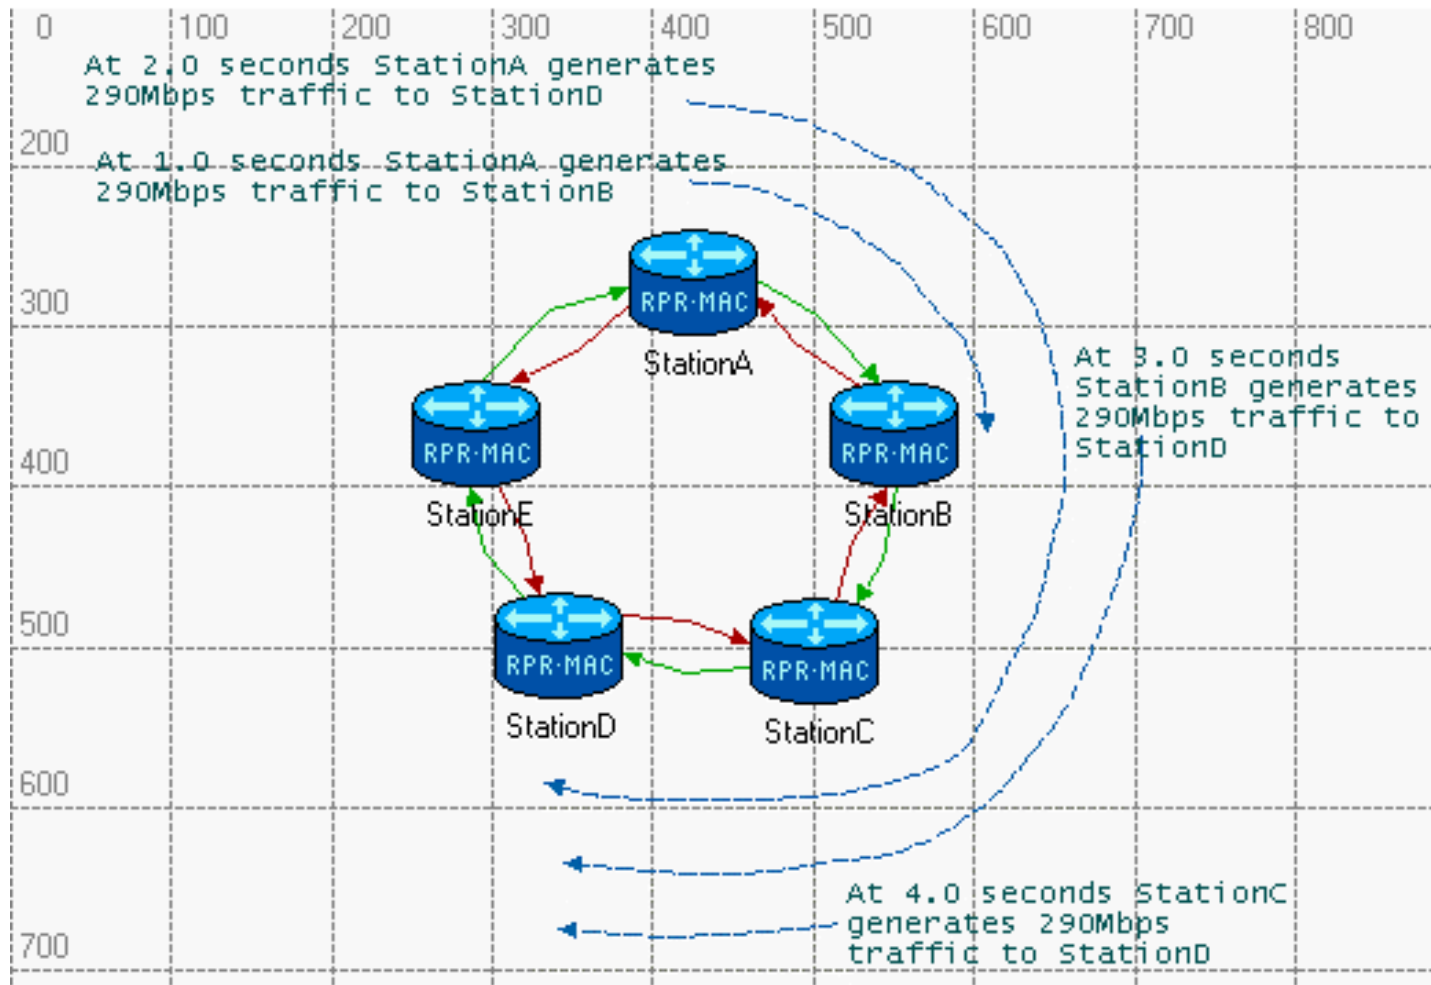 0 100 200 300 400 500 600 700 800
At 2.0 seconds StationA generates
290Mbps traffic to StationD
200
At 1.0 seconds StationA generates
290Mbps traffic to StationB
300
RPR-MAC
StationA
At 3.0 seconds
StationB generates
290Mbps traffic to
StationD
400
RPR-MAC
RPR-MAC
StationE
StationB
500
RPR-MAC
RPR-MAC
StationD
StationC
600
At 4.0 seconds StationC
generates 290Mbps
traffic to StationD
700